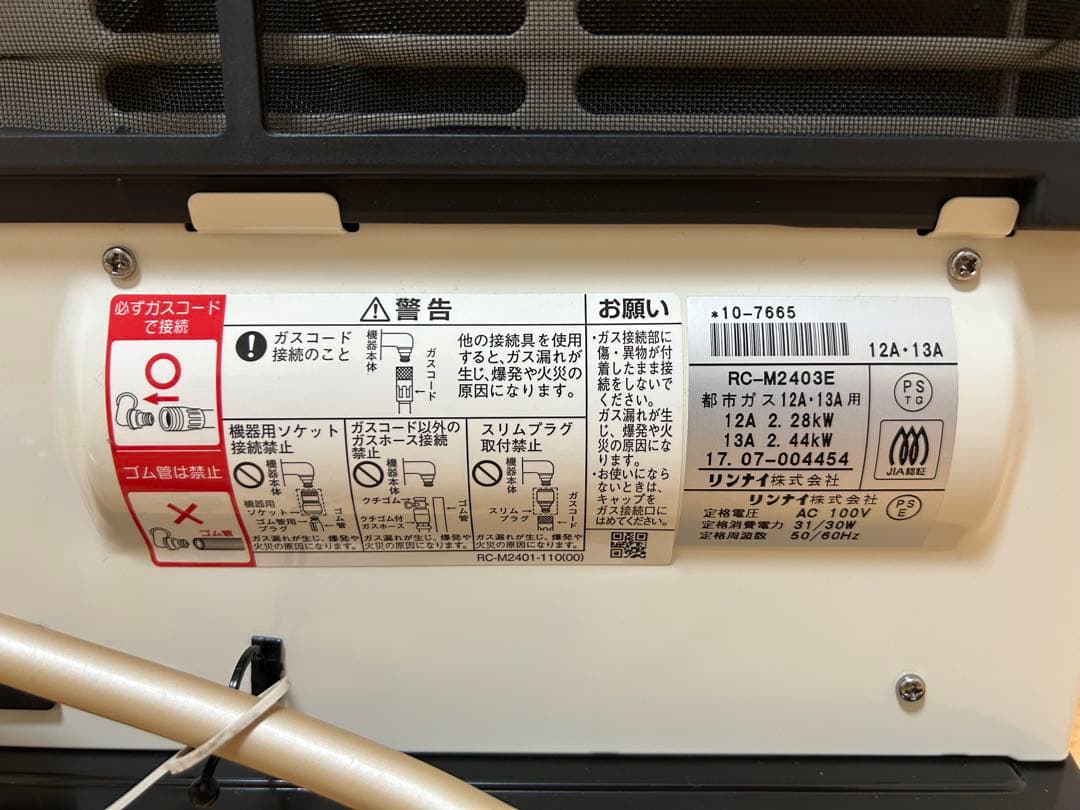 必ずガスコード
で接続
ゴム管は禁止
ゴム管
⚠警告
ガスコード
接続のこと
機器本体
ガスコード
他の接続具を使用
すると、ガス漏れが
生じ、爆発や火災の
原因になります。
機器用ソケット
接続禁止
機器本体
機器用
ソケット
ゴム管用
プラグ
ゴム管
ガス漏れが生じ、爆発や
火災の原因になります。
ガスコード以外の
ガスホース接続
禁止
機器本体
クチゴム
クチゴム付
ガスホース
ゴム管
ガス漏れが生じ、爆発や
火災の原因になります。
スリムプラグ
取付禁止
機器本体
スリム
プラグ
ガスコード
ガス漏れが生じ、爆発や
火災の原因になります。
RC-M2401-110(00)
お願い
・ガス接続部に
傷・異物が付
着したまま接
続をしないで
ください。
ガス漏れが生
じ、爆発や火
災の原因にな
ります。
・お使いになら
ないときは、
キャップを
ガス接続口に
はめてください。
*10-7665
12A・13A
RC-M2403E
都市ガス12A・13A用
12A 2.28kW
13A 2.44kW
17.07-004454
リンナイ株式会社
PS
TG
JIA認証
リンナイ株式会社
定格電圧 AC 100V
定格消費電力 31/30W
定格周波数 50/60Hz
PS
E